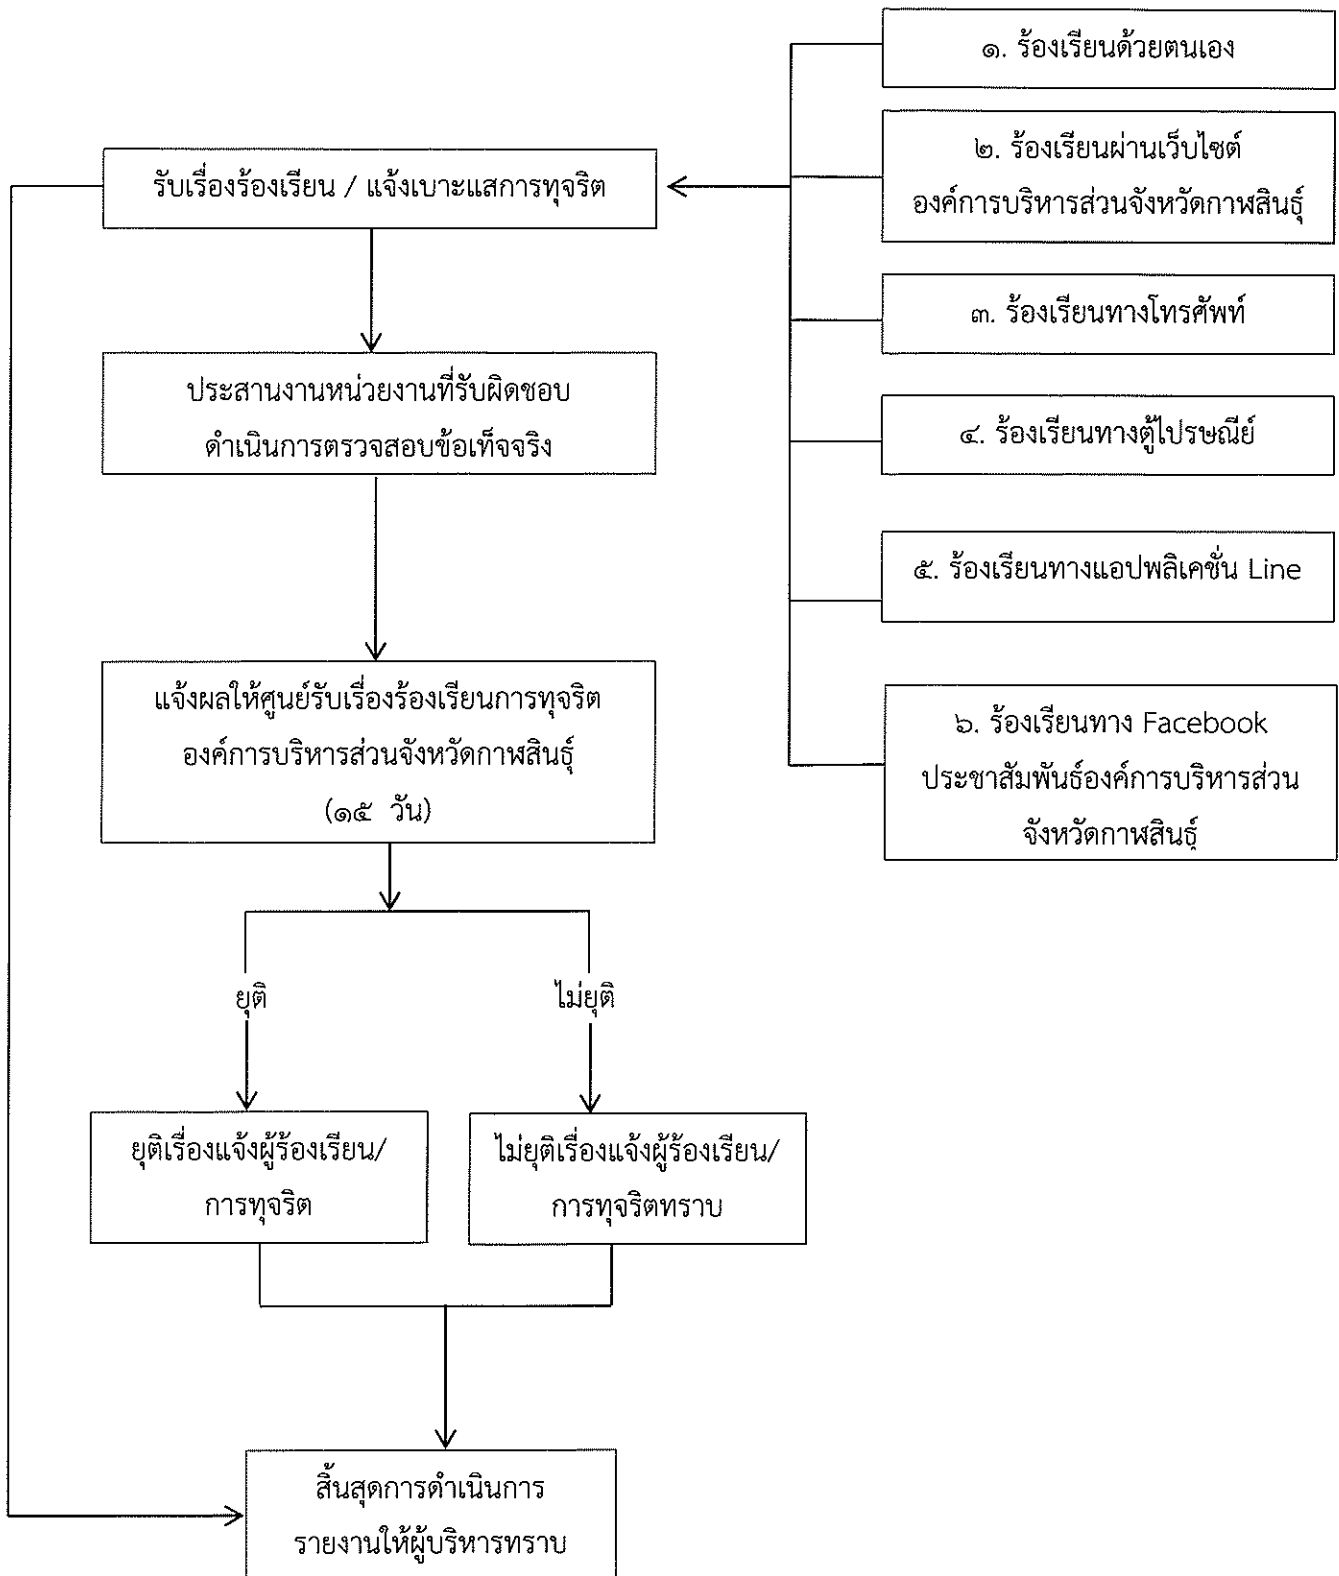 ๑. ร้องเรียนด้วยตนเอง
๒. ร้องเรียนผ่านเว็บไซต์
องค์การบริหารส่วนจังหวัดกาฬสินธุ์
๓. ร้องเรียนทางโทรศัพท์
๔. ร้องเรียนทางตู้ไปรษณีย์
๕. ร้องเรียนทางแอปพลิเคชั่น Line
๖. ร้องเรียนทาง Facebook
ประชาสัมพันธ์องค์การบริหารส่วน
จังหวัดกาฬสินธุ์
รับเรื่องร้องเรียน / แจ้งเบาะแสการทุจริต
ประสานงานหน่วยงานที่รับผิดชอบ
ดำเนินการตรวจสอบข้อเท็จจริง
แจ้งผลให้ศูนย์รับเรื่องร้องเรียนการทุจริต
องค์การบริหารส่วนจังหวัดกาฬสินธุ์
(๑๕ วัน)
ยุติ
ไม่ยุติ
ยุติเรื่องแจ้งผู้ร้องเรียน/
การทุจริต
ไม่ยุติเรื่องแจ้งผู้ร้องเรียน/
การทุจริตทราบ
สิ้นสุดการดำเนินการ
รายงานให้ผู้บริหารทราบ